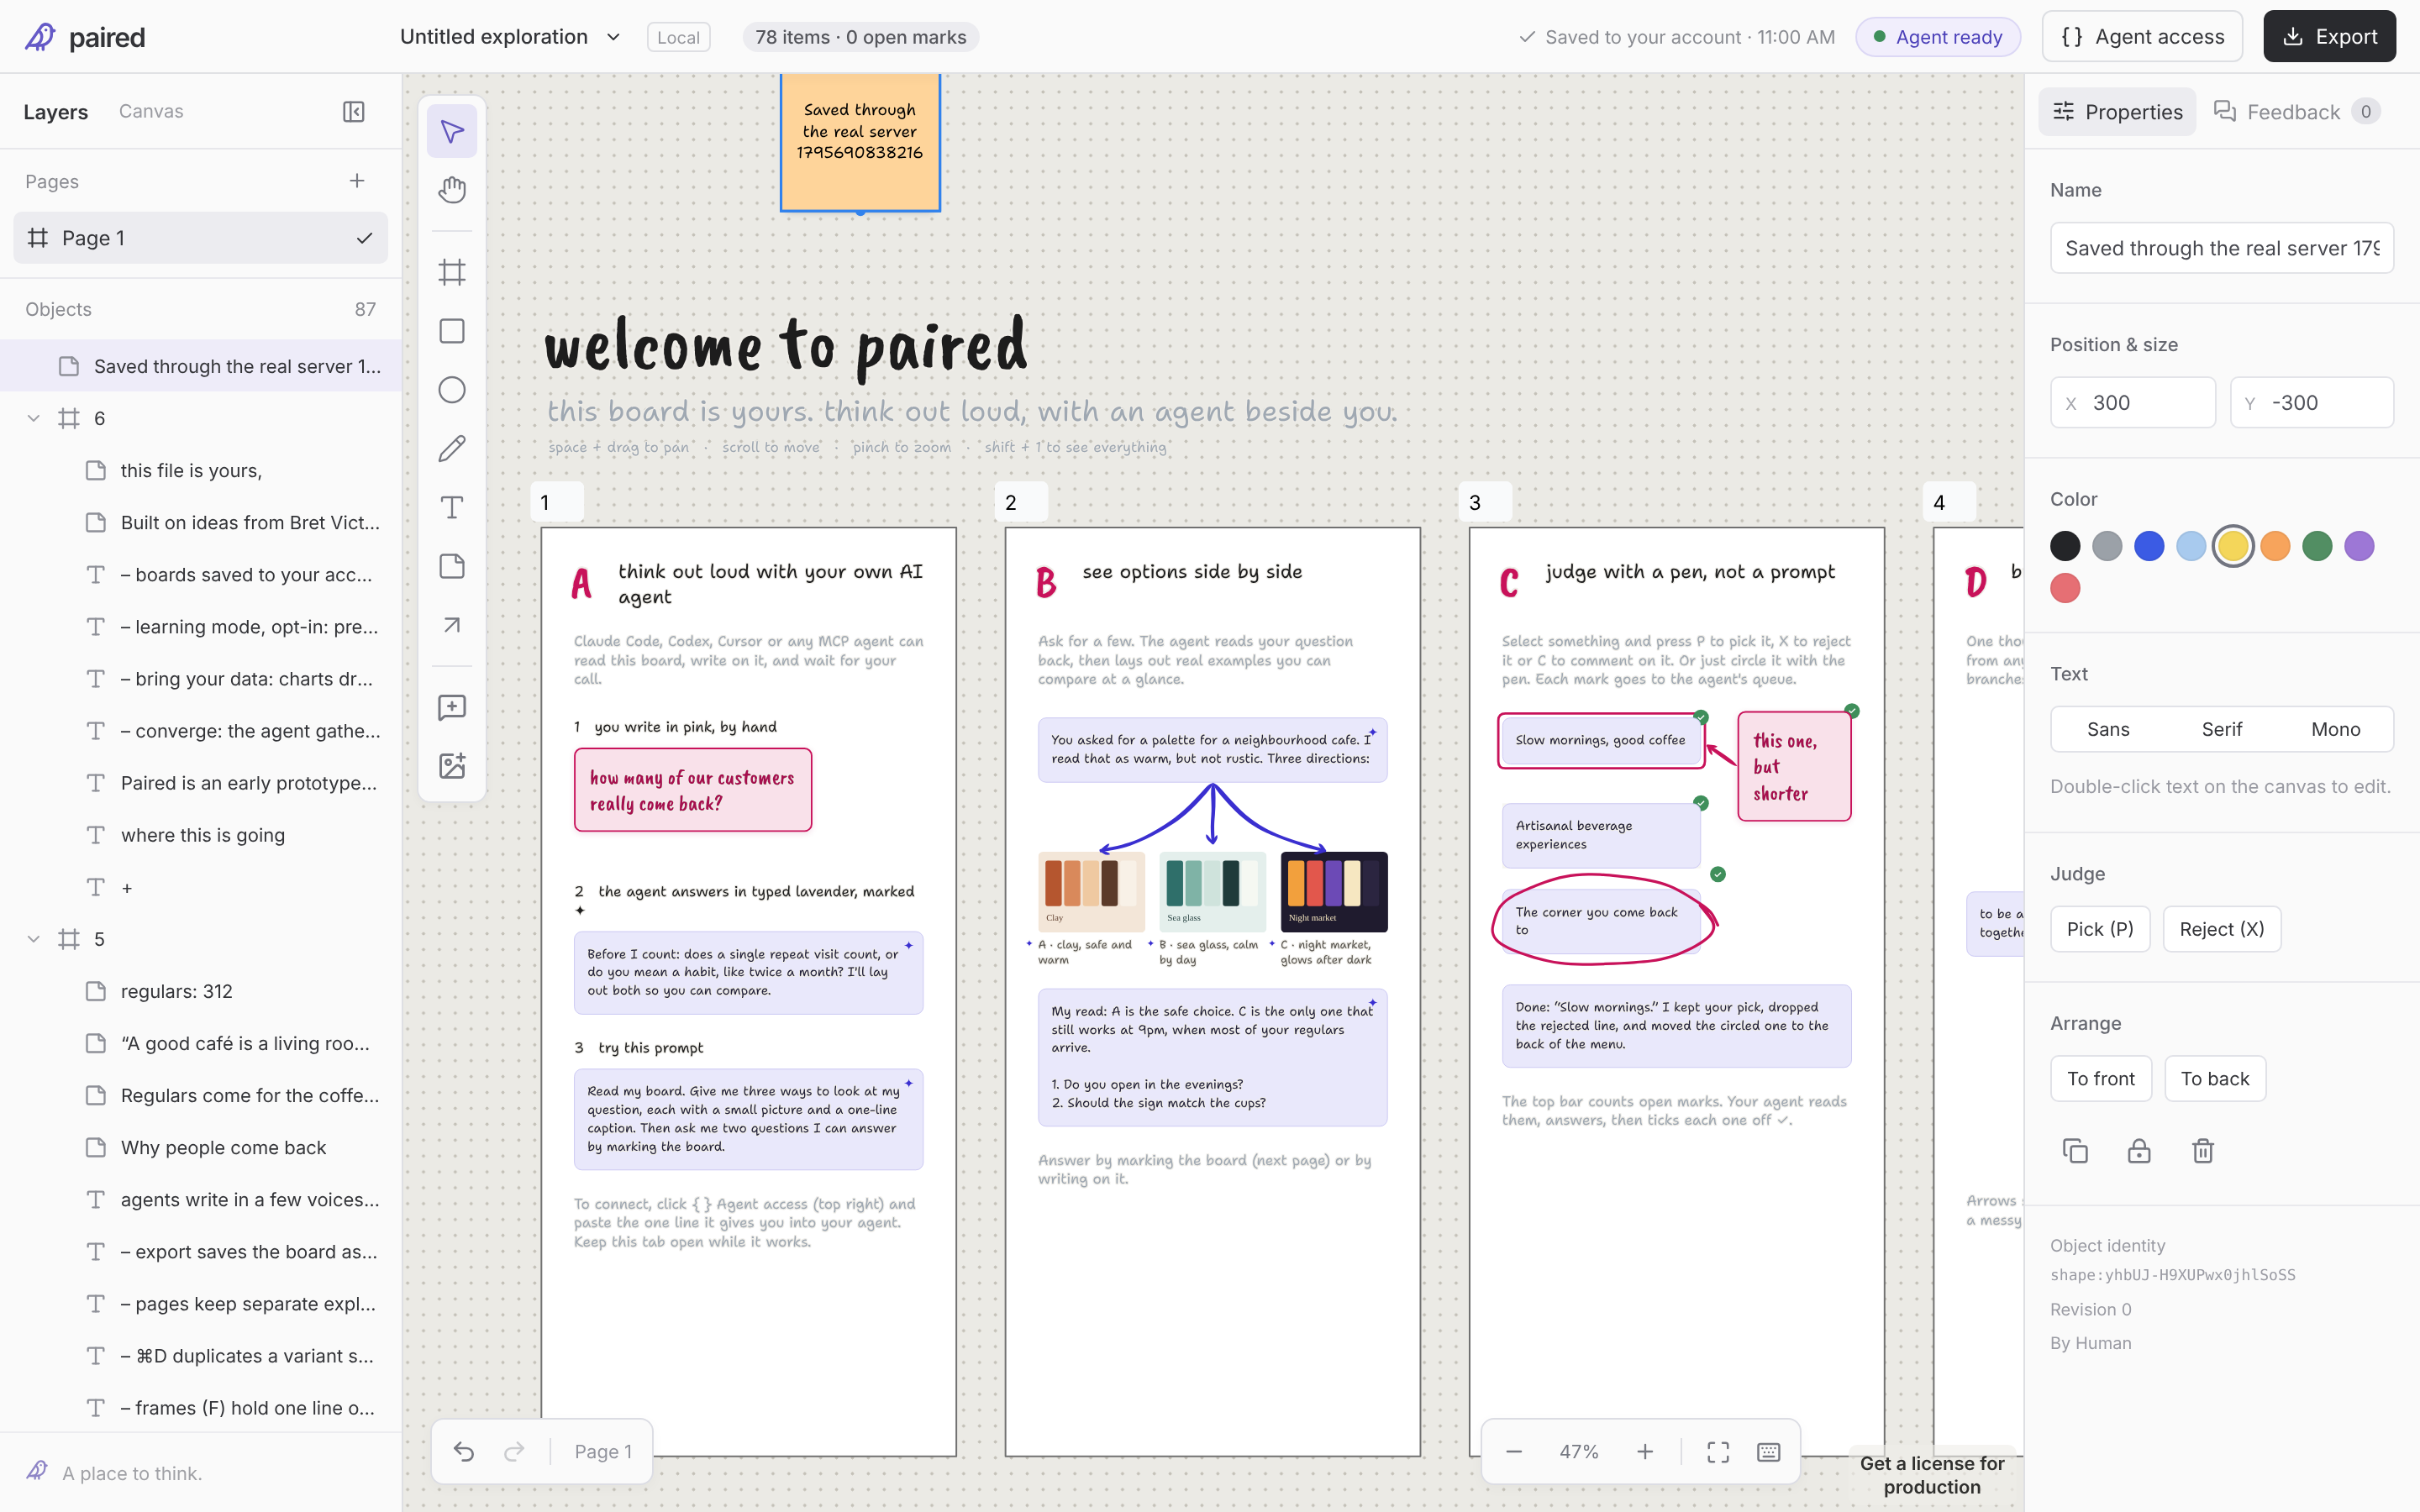 paired
Untitled exploration
Local
78 items · 0 open marks
Saved to your account · 11:00 AM
Agent ready
{ } Agent access
Export
Layers
Canvas
Pages
Page 1
Objects
87
Saved through the real server 1...
6
this file is yours,
Built on ideas from Bret Vict...
– boards saved to your acc...
– learning mode, opt-in: pre...
– bring your data: charts dr...
– converge: the agent gathe...
Paired is an early prototype...
where this is going
+
5
regulars: 312
“A good café is a living roo...
Regulars come for the coffe...
Why people come back
agents write in a few voices...
– export saves the board as...
– pages keep separate expl...
– ⌘D duplicates a variant s...
– frames (F) hold one line o...
A place to think.
Saved through
the real server
1795690838216
welcome to paired
this board is yours. think out loud, with an agent beside you.
space + drag to pan · scroll to move · pinch to zoom · shift + 1 to see everything
1
A
think out loud with your own AI
agent
Claude Code, Codex, Cursor or any MCP agent can
read this board, write on it, and wait for your
call.
1 you write in pink, by hand
how many of our customers
really come back?
2 the agent answers in typed lavender, marked
✦
Before I count: does a single repeat visit count, or
do you mean a habit, like twice a month? I'll lay
out both so you can compare.
3 try this prompt
Read my board. Give me three ways to look at my
question, each with a small picture and a one-line
caption. Then ask me two questions I can answer
by marking the board.
To connect, click { } Agent access (top right) and
paste the one line it gives you into your agent.
Keep this tab open while it works.
2
B
see options side by side
Ask for a few. The agent reads your question
back, then lays out real examples you can
compare at a glance.
You asked for a palette for a neighbourhood cafe. I
read that as warm, but not rustic. Three directions:
Clay
Sea glass
Night market
A · clay, safe and
warm
B · sea glass, calm
by day
C · night market,
glows after dark
My read: A is the safe choice. C is the only one that
still works at 9pm, when most of your regulars
arrive.
1. Do you open in the evenings?
2. Should the sign match the cups?
Answer by marking the board (next page) or by
writing on it.
3
C
judge with a pen, not a prompt
Select something and press P to pick it, X to reject
it or C to comment on it. Or just circle it with the
pen. Each mark goes to the agent's queue.
Slow mornings, good coffee
this one,
but
shorter
Artisanal beverage
experiences
The corner you come back
to
Done: “Slow mornings.” I kept your pick, dropped
the rejected line, and moved the circled one to the
back of the menu.
The top bar counts open marks. Your agent reads
them, answers, then ticks each one off ✓.
4
D
One
from
to be a
Arrows
a messy
Page 1
47%
Get a license for
production
Properties
Feedback
0
Name
Saved through the real server 179
Position & size
X 300
Y -300
Color
Text
Sans
Serif
Mono
Double-click text on the canvas to edit.
Judge
Pick (P)
Reject (X)
Arrange
To front
To back
Object identity
shape:yhbUJ-H9XUPwx0jhlSoSS
Revision 0
By Human